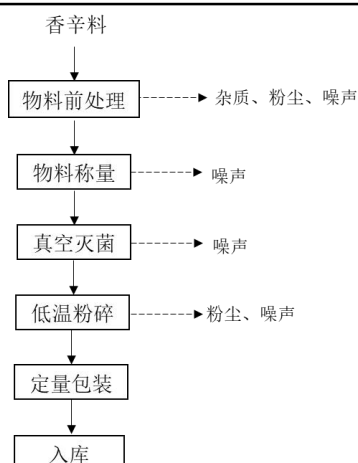 香辛料
物料前处理 杂质、粉尘、噪声
物料称量 噪声
真空灭菌 噪声
低温粉碎 粉尘、噪声
定量包装
入库